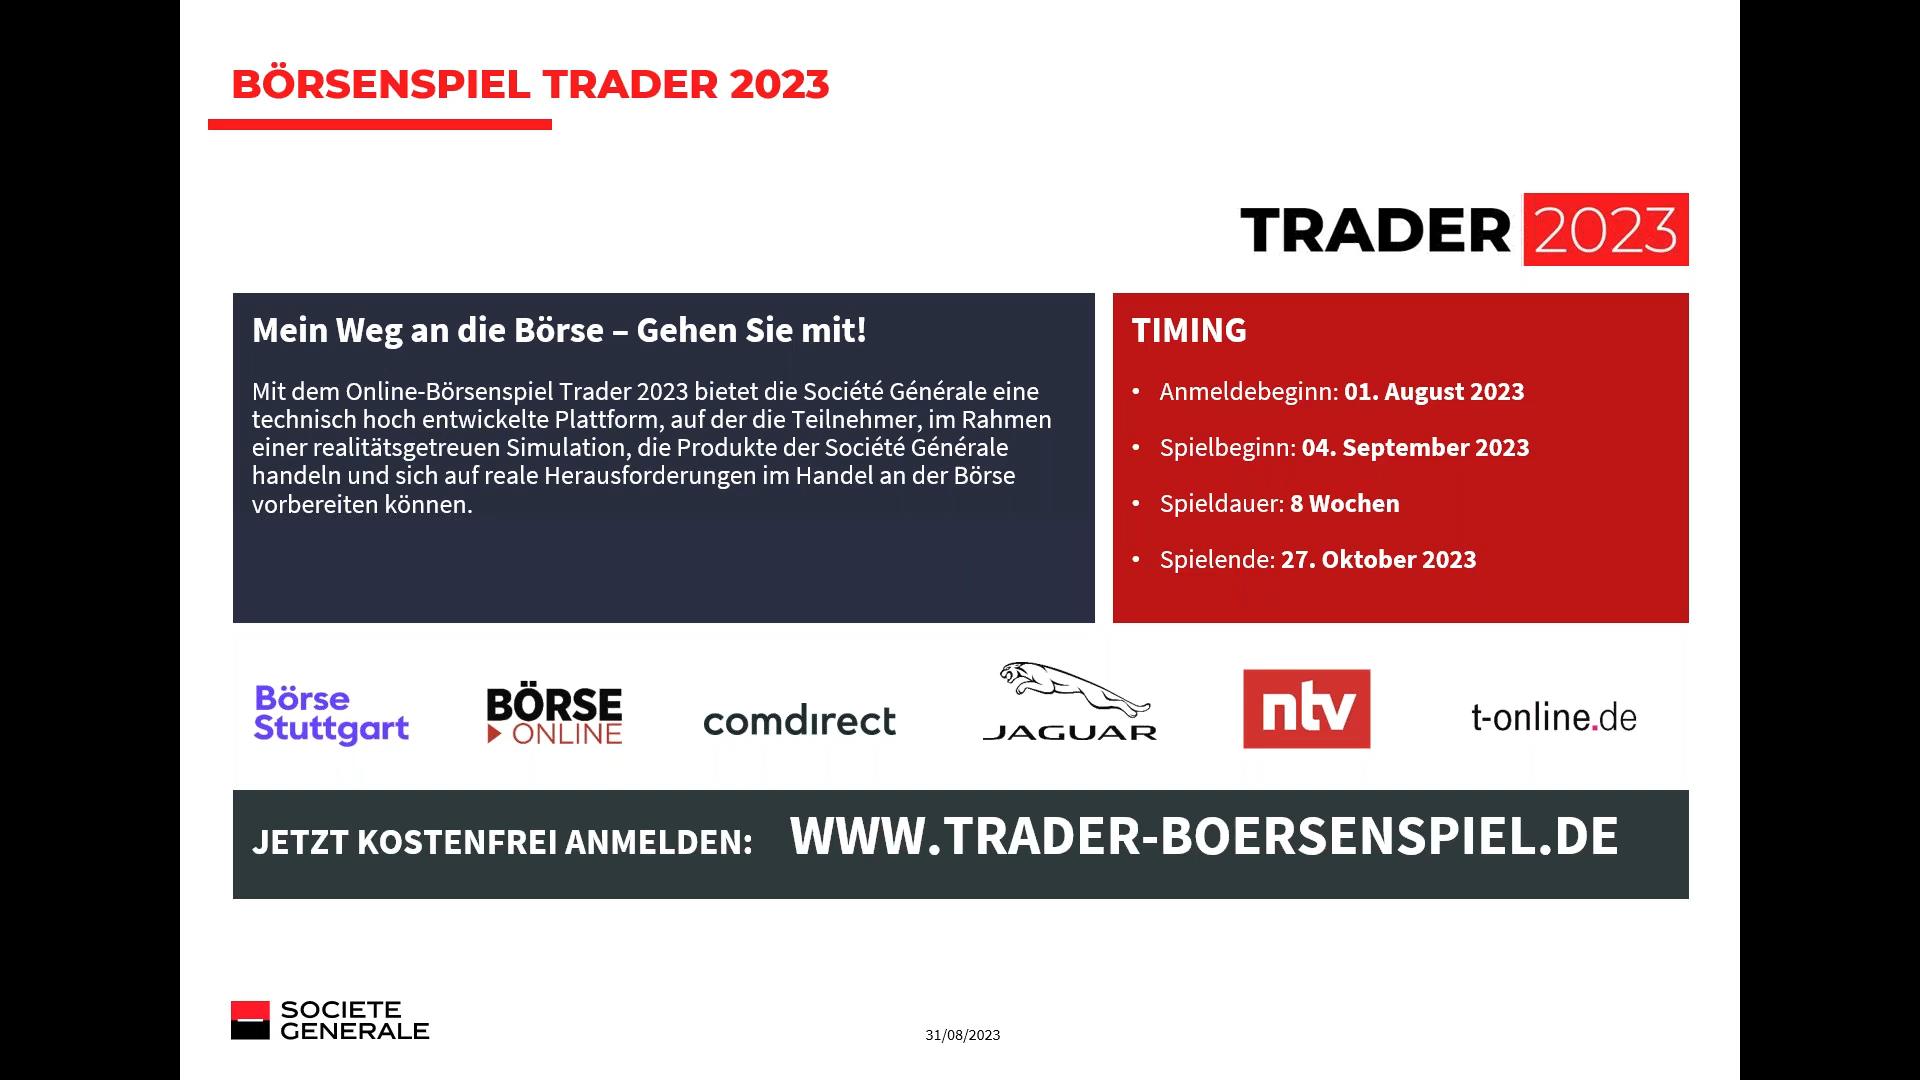 BÖRSENSPIEL TRADER 2023
TRADER 2023
Mein Weg an die Börse – Gehen Sie mit!
Mit dem Online-Börsenspiel Trader 2023 bietet die Société Générale eine
technisch hoch entwickelte Plattform, auf der die Teilnehmer, im Rahmen
einer realitätsgetreuen Simulation, die Produkte der Société Générale
handeln und sich auf reale Herausforderungen im Handel an der Börse
vorbereiten können.
TIMING
• Anmeldebeginn: 01. August 2023
• Spielbeginn: 04. September 2023
• Spieldauer: 8 Wochen
• Spielende: 27. Oktober 2023
Börse
Stuttgart
BÖRSE
ONLINE
comdirect
JAGUAR
ntv
t-online.de
JETZT KOSTENFREI ANMELDEN: WWW.TRADER-BOERSENSPIEL.DE
SOCIETE
GENERALE
31/08/2023